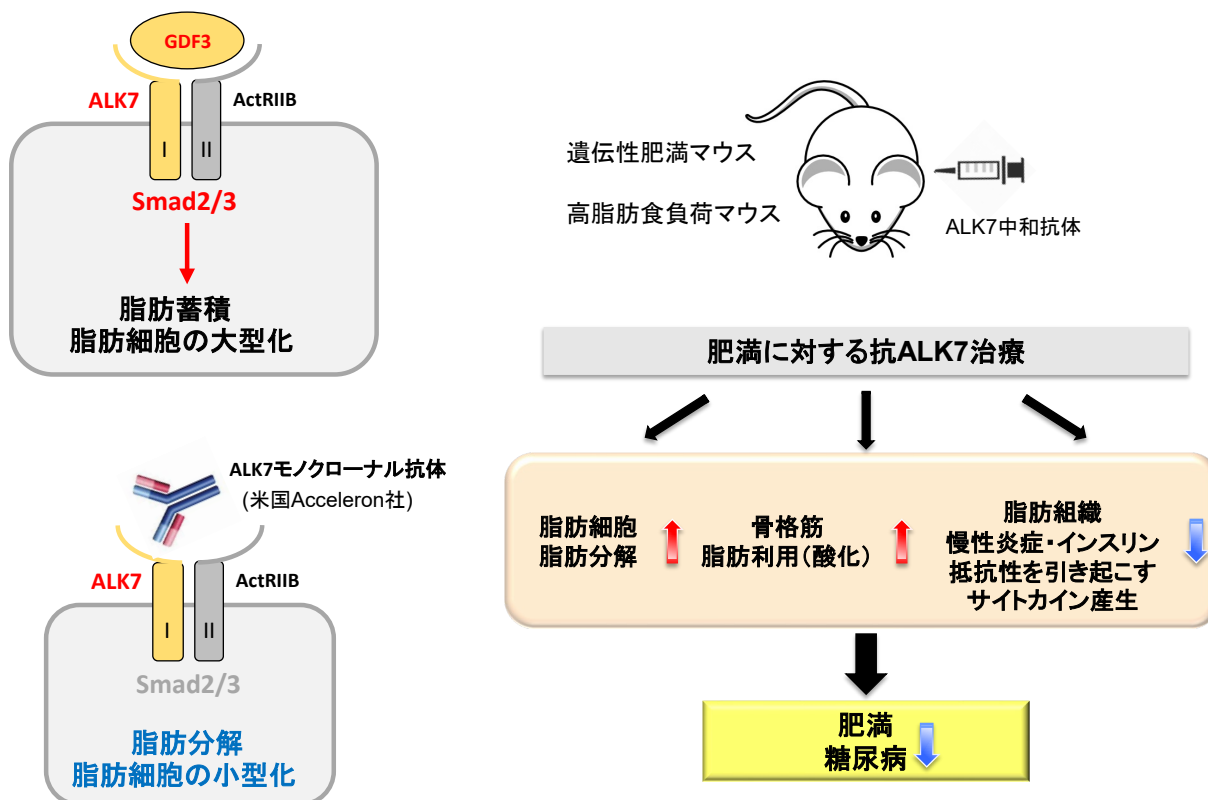 GDF3
ALK7
ActRIIB
I
II
Smad2/3
脂肪蓄積
脂肪細胞の大型化
ALK7モノクローナル抗体
(米国Acceleron社)
ALK7
ActRIIB
I
II
Smad2/3
脂肪分解
脂肪細胞の小型化
遺伝性肥満マウス
高脂肪食負荷マウス
ALK7中和抗体
肥満に対する抗ALK7治療
脂肪細胞
脂肪分解
骨格筋
脂肪利用(酸化)
脂肪組織
慢性炎症・インスリン
抵抗性を引き起こす
サイトカイン産生
肥満
糖尿病